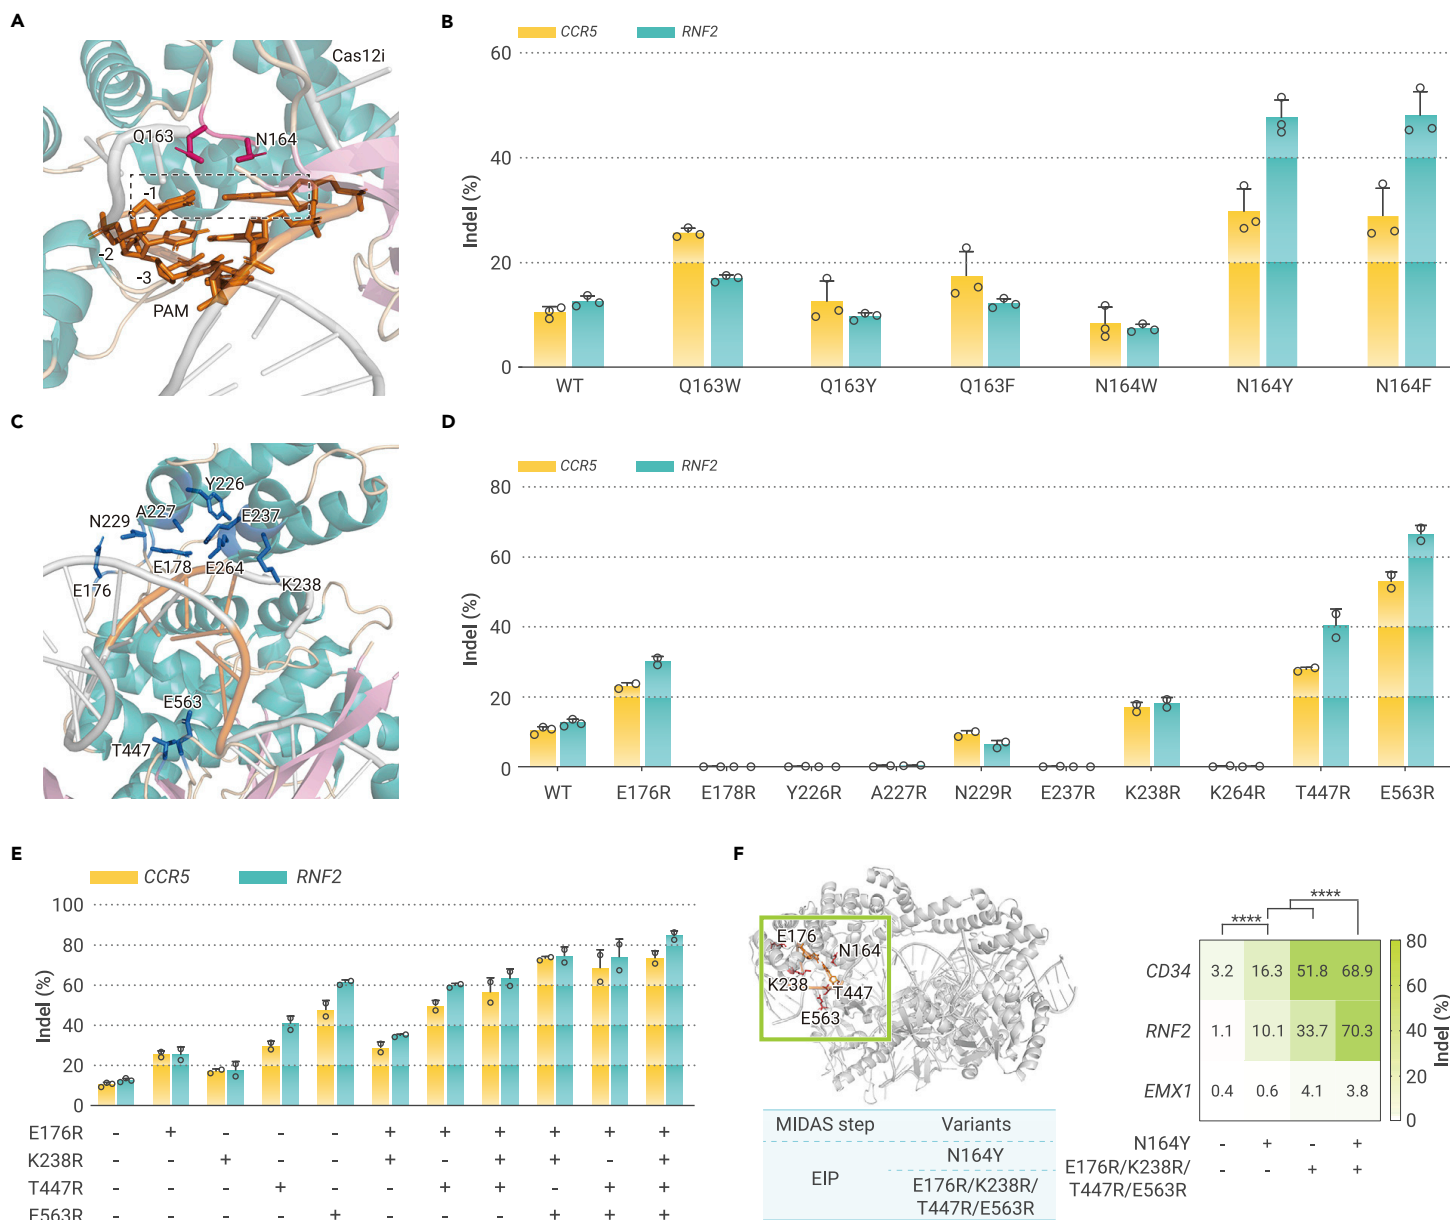 A
Cas12i
Q163
N164
-1
-2
-3
PAM
B
CCR5 RNF2
Indel (%)
60
40
20
0
WT Q163W Q163Y Q163F N164W N164Y N164F
C
Y226
A227
N229
E237
E178
E264
E176
K238
E563
T447
D
CCR5 RNF2
Indel (%)
80
60
40
20
0
WT E176R E178R Y226R A227R N229R E237R K238R K264R T447R E563R
E
CCR5 RNF2
Indel (%)
100
80
60
40
20
0
E176R - + - - - + + + + + +
K238R - - + - - + - + + - +
T447R - - - + - - + + - + +
E563R - - - - + - - - + + +
F
E176
N164
K238
T447
E563
MIDAS step Variants
EIP
N164Y
E176R/K238R/
T447R/E563R
**** ****
CD34 3.2 16.3 51.8 68.9
RNF2 1.1 10.1 33.7 70.3
EMX1 0.4 0.6 4.1 3.8
80
60
40
20
0
Indel (%)
N164Y - + - +
E176R/K238R/ - - + +
T447R/E563R